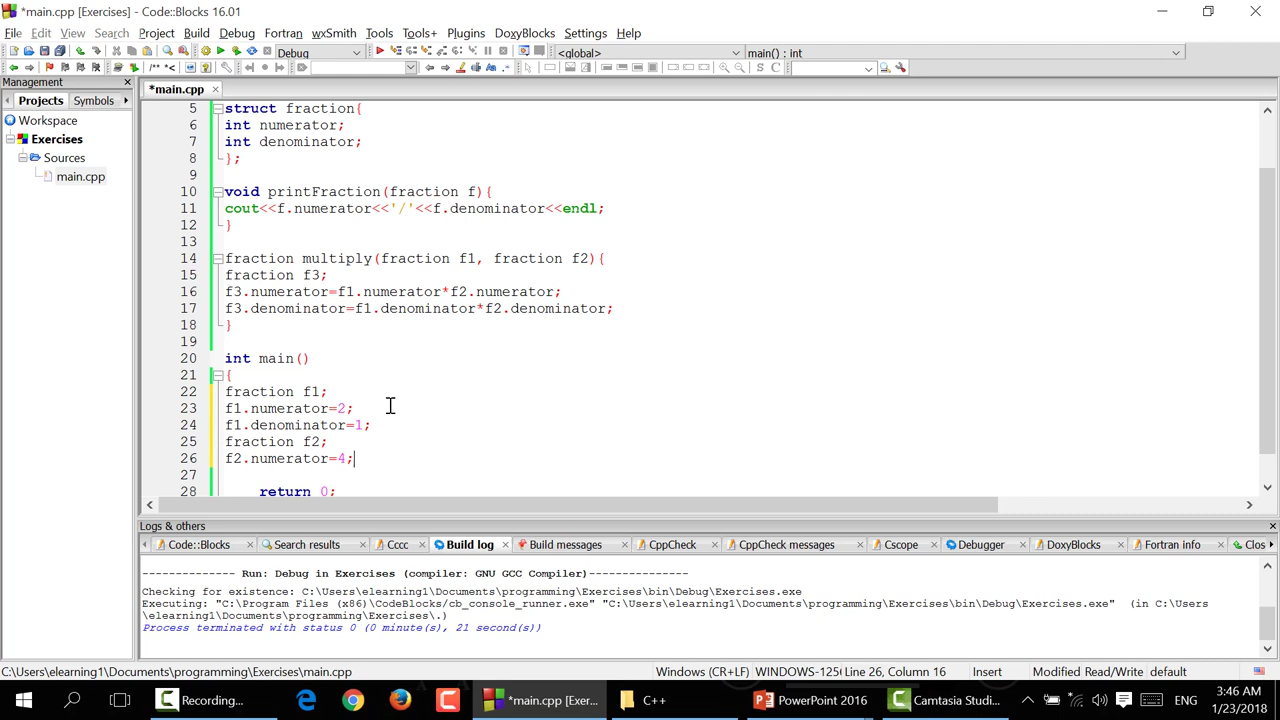 *main.cpp [Exercises] - Code::Blocks 16.01
File Edit View Search Project Build Debug Fortran wxSmith Tools Tools+ Plugins DoxyBlocks Settings Help
Debug <global> main() : int
/** *<
Management
*main.cpp
Projects Symbols
Workspace
Exercises
Sources
main.cpp
5 struct fraction{
6 int numerator;
7 int denominator;
8 };
9
10 void printFraction(fraction f){
11 cout<<f.numerator<<'/'<<f.denominator<<endl;
12 }
13
14 fraction multiply(fraction f1, fraction f2){
15 fraction f3;
16 f3.numerator=f1.numerator*f2.numerator;
17 f3.denominator=f1.denominator*f2.denominator;
18 }
19
20 int main()
21 {
22 fraction f1;
23 f1.numerator=2;
24 f1.denominator=1;
25 fraction f2;
26 f2.numerator=4;
27
28 return 0;
Logs & others
Code::Blocks Search results Cccc Build log Build messages CppCheck CppCheck messages Cscope Debugger DoxyBlocks Fortran info Clos
-------------- Run: Debug in Exercises (compiler: GNU GCC Compiler)---------------
Checking for existence: C:\Users\elearning1\Documents\programming\Exercises\bin\Debug\Exercises.exe
Executing: "C:\Program Files (x86)\CodeBlocks/cb_console_runner.exe" "C:\Users\elearning1\Documents\programming\Exercises\bin\Debug\Exercises.exe" (in C:\Users
\elearning1\Documents\programming\Exercises\.)
Process terminated with status 0 (0 minute(s), 21 second(s))
C:\Users\elearning1\Documents\programming\Exercises\main.cpp Windows (CR+LF) WINDOWS-125 Line 26, Column 16 Insert Modified Read/Write default
Recording... *main.cpp [Exer... C++ PowerPoint 2016 Camtasia Studi... ENG 3:46 AM
1/23/2018